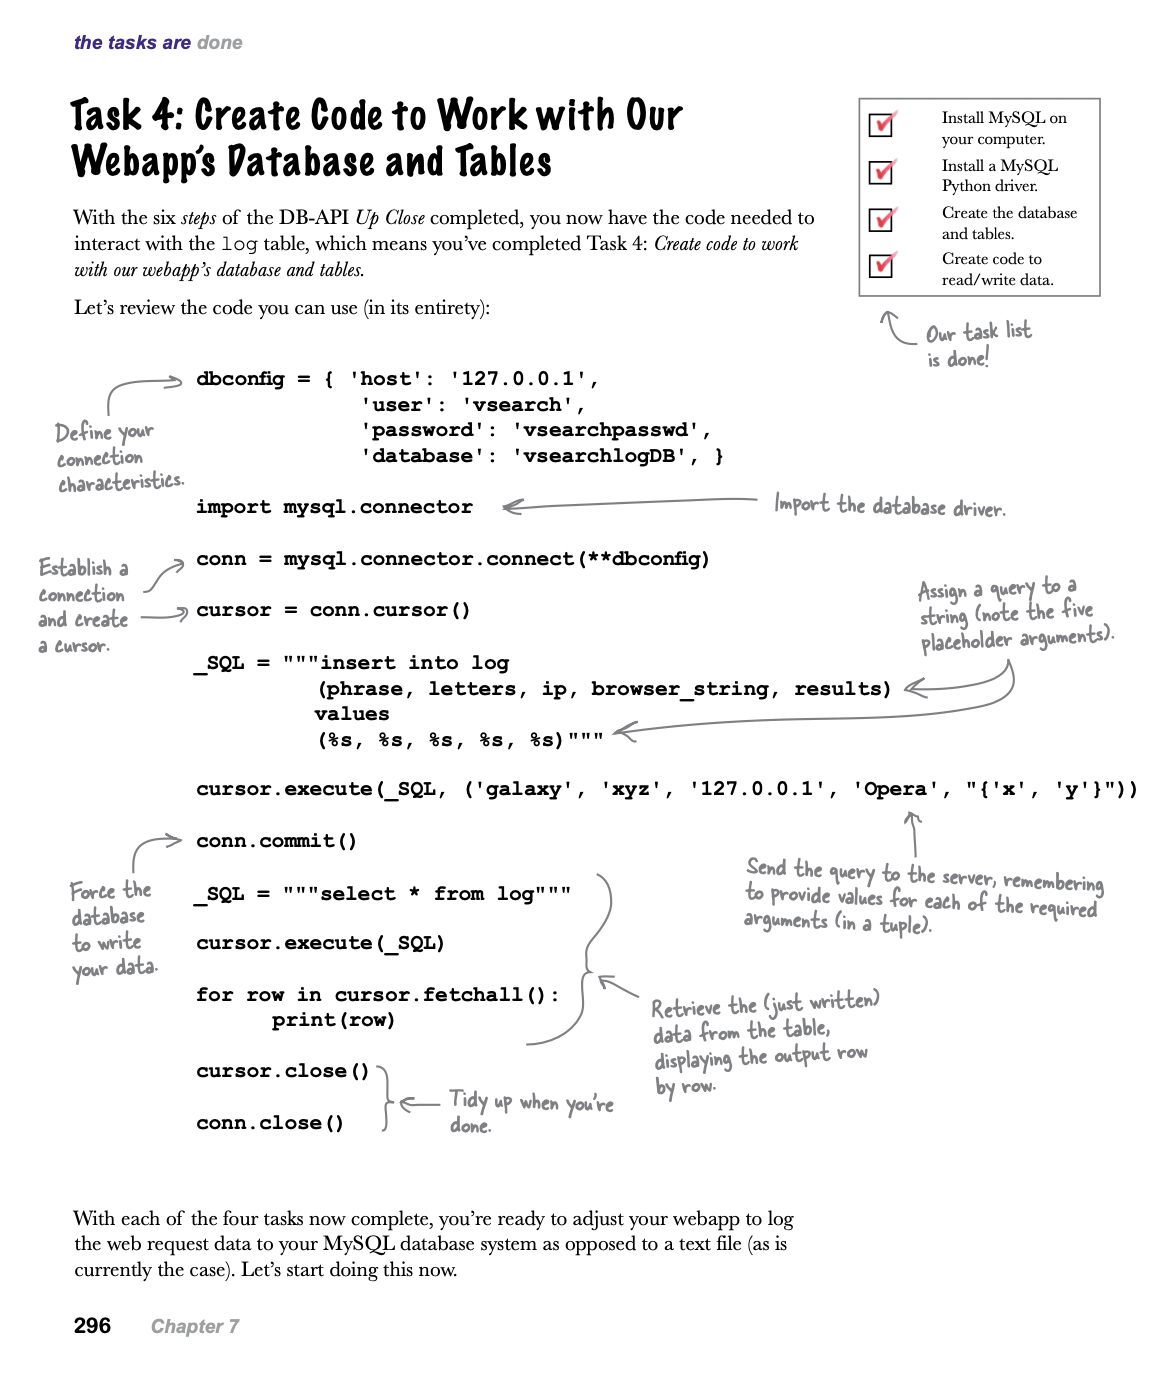 the tasks are done
Task 4: Create Code to Work with Our
Webapp's Database and Tables
Install MySQL on
your computer.
Install a MySQL
Python driver.
Create the database
and tables.
Create code to
read/write data.
Our task list
is done!
With the six steps of the DB-API Up Close completed, you now have the code needed to
interact with the log table, which means you've completed Task 4: Create code to work
with our webapp's database and tables.
Let's review the code you can use (in its entirety):
dbconfig = { 'host': '127.0.0.1',
'user': 'vsearch',
'password': 'vsearchpasswd',
'database': 'vsearchlogDB', }
Define your
connection
characteristics.
import mysql.connector
Import the database driver.
conn = mysql.connector.connect(**dbconfig)
Establish a
connection
and create
a cursor.
cursor = conn.cursor()
Assign a query to a
string (note the five
placeholder arguments).
_SQL = """insert into log
(phrase, letters, ip, browser_string, results)
values
(%s, %s, %s, %s, %s)"""
cursor.execute(_SQL, ('galaxy', 'xyz', '127.0.0.1', 'Opera', "{'x', 'y'}"))
conn.commit()
Force the
database
to write
your data.
Send the query to the server, remembering
to provide values for each of the required
arguments (in a tuple).
_SQL = """select * from log"""
cursor.execute(_SQL)
for row in cursor.fetchall():
print(row)
Retrieve the (just written)
data from the table,
displaying the output row
by row.
cursor.close()
conn.close()
Tidy up when you're
done.
With each of the four tasks now complete, you're ready to adjust your webapp to log
the web request data to your MySQL database system as opposed to a text file (as is
currently the case). Let's start doing this now.
296 Chapter 7